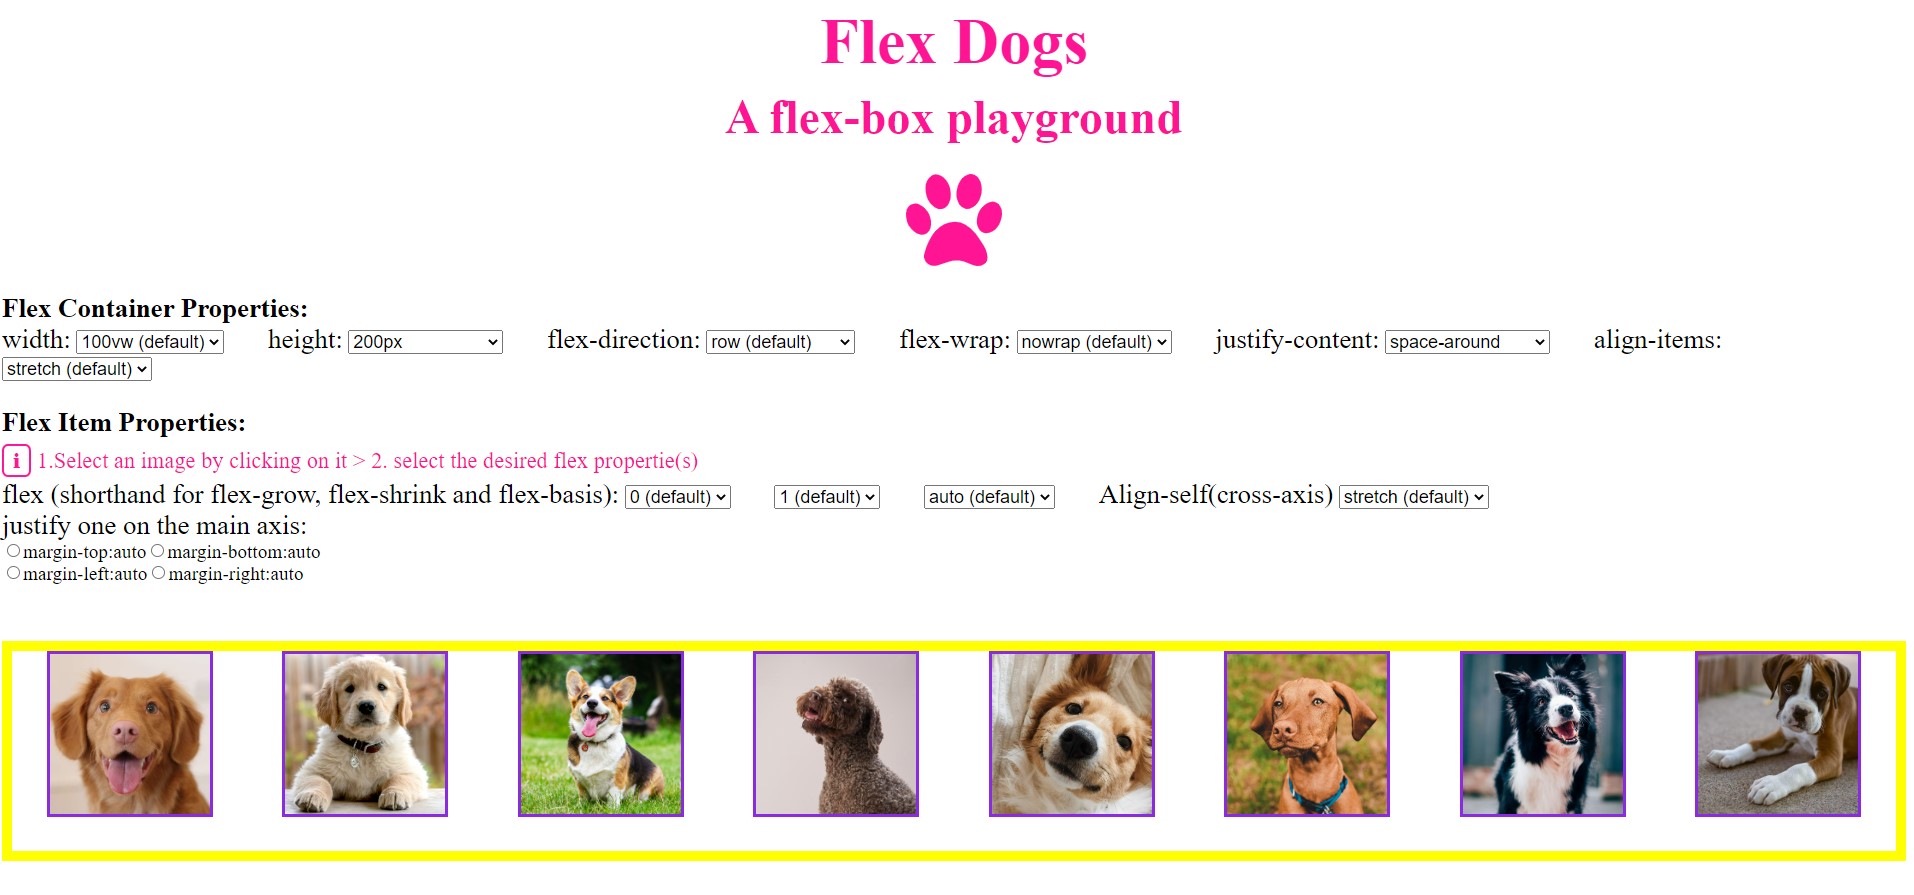 Flex Dogs
A flex-box playground
Flex Container Properties:
width: 100vw (default) height: 200px flex-direction: row (default) flex-wrap: nowrap (default) justify-content: space-around align-items:
stretch (default)
Flex Item Properties:
i 1.Select an image by clicking on it > 2. select the desired flex propertie(s)
flex (shorthand for flex-grow, flex-shrink and flex-basis): 0 (default) 1 (default) auto (default) Align-self(cross-axis) stretch (default)
justify one on the main axis:
margin-top:auto margin-bottom:auto
margin-left:auto margin-right:auto